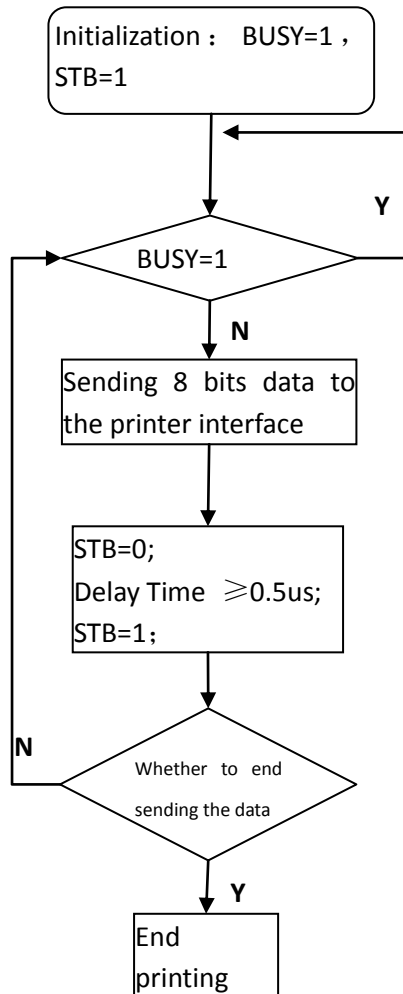 Initialization： BUSY=1，
STB=1
Y
BUSY=1
N
Sending 8 bits data to
the printer interface
STB=0;
Delay Time ≥0.5us;
STB=1；
N
Whether to end
sending the data
Y
End
printing